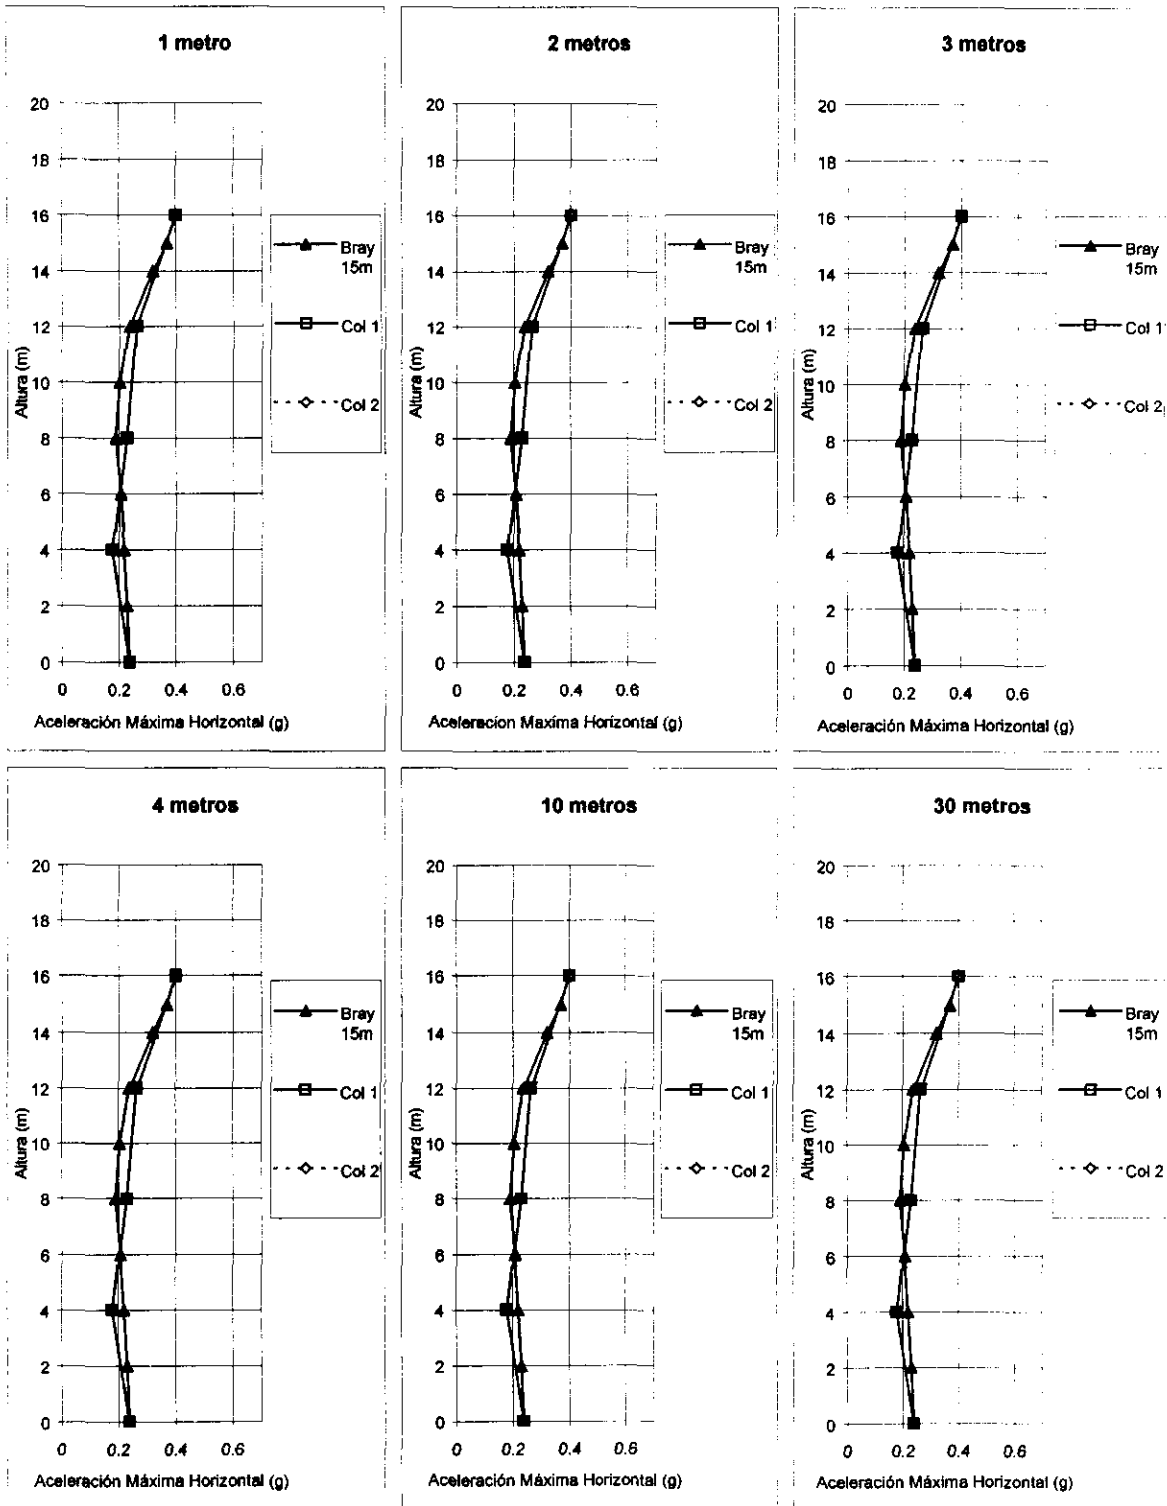 1 metro
20
18
16
14
12
10
8
6
4
2
0
0 0.2 0.4 0.6
Altura (m)
Aceleración Máxima Horizontal (g)
Bray
15m
Col 1
Col 2
2 metros
20
18
16
14
12
10
8
6
4
2
0
0 0.2 0.4 0.6
Altura (m)
Aceleracion Maxima Horizontal (g)
Bray
15m
Col 1
Col 2
3 metros
20
18
16
14
12
10
8
6
4
2
0
0 0.2 0.4 0.6
Altura (m)
Aceleración Máxima Horizontal (g)
Bray
15m
Col 1
Col 2
4 metros
20
18
16
14
12
10
8
6
4
2
0
0 0.2 0.4 0.6
Altura (m)
Aceleración Máxima Horizontal (g)
Bray
15m
Col 1
Col 2
10 metros
20
18
16
14
12
10
8
6
4
2
0
0 0.2 0.4 0.6
Altura (m)
Aceleración Máxima Horizontal (g)
Bray
15m
Col 1
Col 2
30 metros
20
18
16
14
12
10
8
6
4
2
0
0 0.2 0.4 0.6
Altura (m)
Aceleración Máxima Horizontal (g)
Bray
15m
Col 1
Col 2